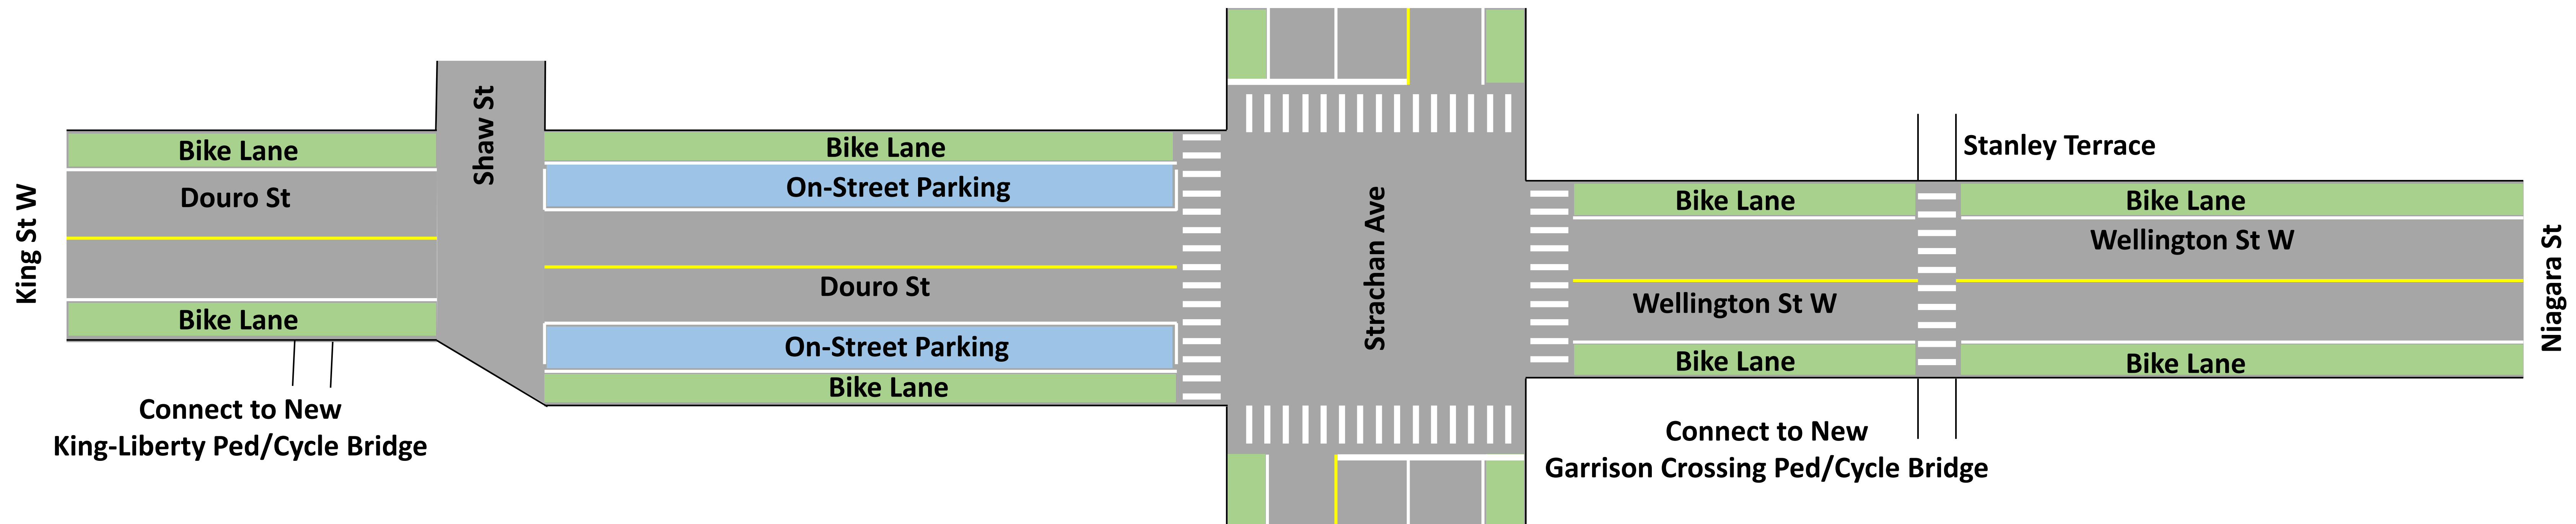 King St W
Bike Lane
Douro St
Bike Lane
Connect to New
King-Liberty Ped/Cycle Bridge
Shaw St
Bike Lane
On-Street Parking
Douro St
On-Street Parking
Bike Lane
Strachan Ave
Bike Lane
Wellington St W
Bike Lane
Stanley Terrace
Connect to New
Garrison Crossing Ped/Cycle Bridge
Bike Lane
Wellington St W
Bike Lane
Niagara St